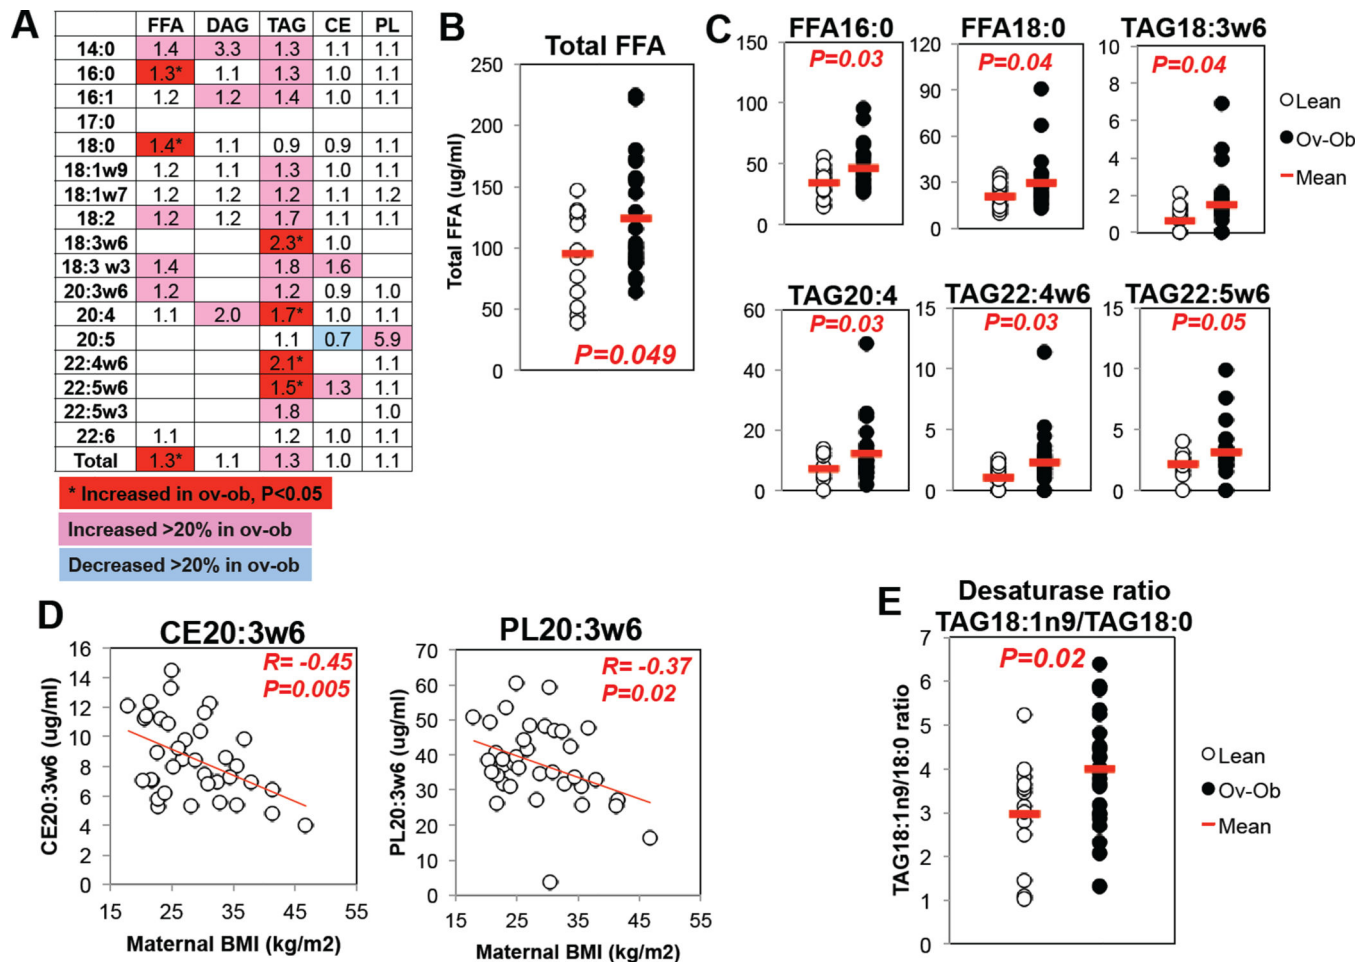 A
FFA DAG TAG CE PL
14:0 1.4 3.3 1.3 1.1 1.1
16:0 1.3* 1.1 1.3 1.0 1.1
16:1 1.2 1.2 1.4 1.0 1.1
17:0
18:0 1.4* 1.1 0.9 0.9 1.1
18:1w9 1.2 1.1 1.3 1.0 1.1
18:1w7 1.2 1.2 1.2 1.1 1.2
18:2 1.2 1.2 1.7 1.1 1.1
18:3w6 2.3* 1.0
18:3 w3 1.4 1.8 1.6
20:3w6 1.2 1.2 0.9 1.0
20:4 1.1 2.0 1.7* 1.0 1.1
20:5 1.1 0.7 5.9
22:4w6 2.1* 1.1
22:5w6 1.5* 1.3 1.1
22:5w3 1.8 1.0
22:6 1.1 1.2 1.0 1.1
Total 1.3* 1.1 1.3 1.0 1.1
* Increased in ov-ob, P<0.05
Increased >20% in ov-ob
Decreased >20% in ov-ob
B
Total FFA
Total FFA (ug/ml)
250
200
150
100
50
0
P=0.049
C
FFA16:0
P=0.03
150
100
50
0
FFA18:0
P=0.04
120
90
60
30
0
TAG18:3w6
P=0.04
10
8
6
4
2
0
Lean
Ov-Ob
Mean
TAG20:4
P=0.03
60
40
20
0
TAG22:4w6
P=0.03
15
10
5
0
TAG22:5w6
P=0.05
15
10
5
0
D
CE20:3w6
R= -0.45
P=0.005
CE20:3w6 (ug/ml)
16
14
12
10
8
6
4
2
0
15 25 35 45 55
Maternal BMI (kg/m2)
PL20:3w6
R= -0.37
P=0.02
PL20:3w6 (ug/ml)
70
60
50
40
30
20
10
0
15 25 35 45 55
Maternal BMI (kg/m2)
E
Desaturase ratio
TAG18:1n9/TAG18:0
P=0.02
TAG18:1n9/18:0 ratio
7
6
5
4
3
2
1
0
Lean
Ov-Ob
Mean